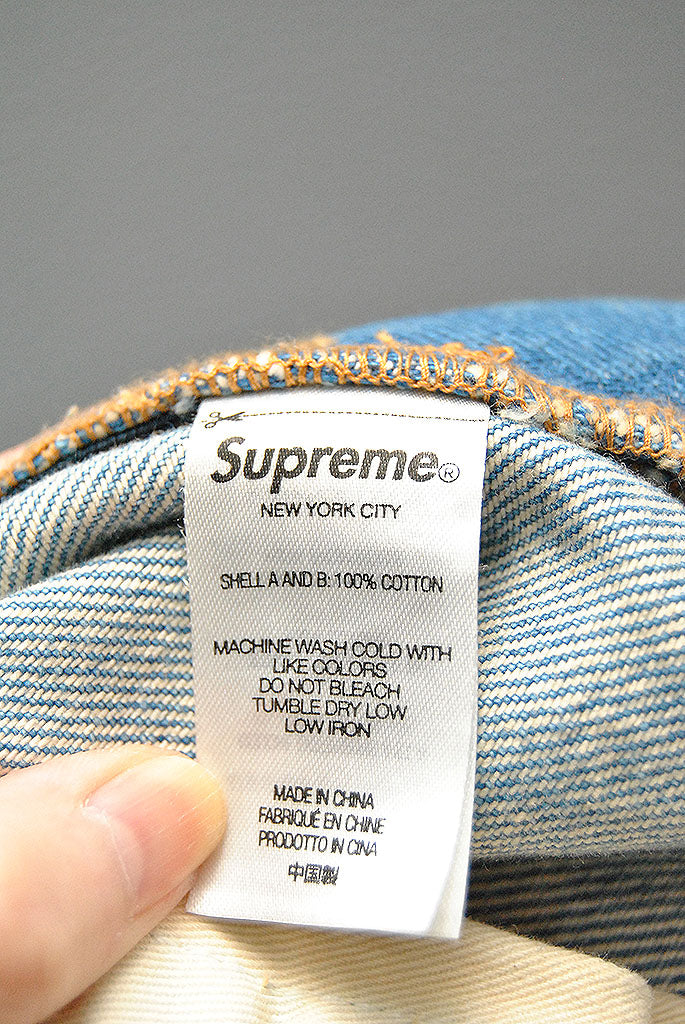 Supreme®
NEW YORK CITY
SHELL A AND B: 100% COTTON
MACHINE WASH COLD WITH
LIKE COLORS
DO NOT BLEACH
TUMBLE DRY LOW
LOW IRON
MADE IN CHINA
FABRIQUÉ EN CHINE
PRODOTTO IN CINA
中国製